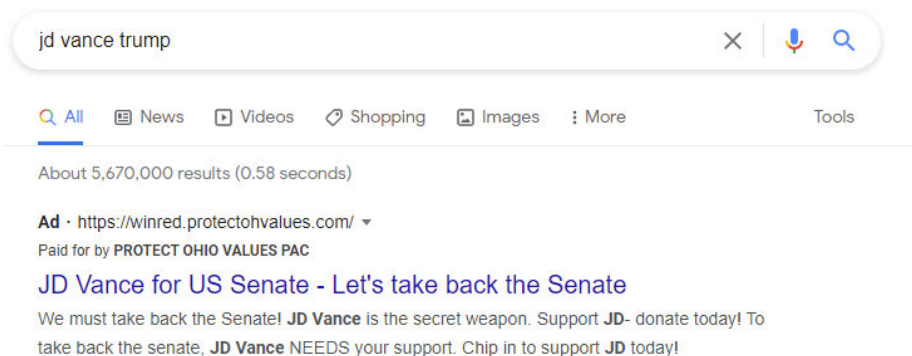 jd vance trump
All News Videos Shopping Images More Tools
About 5,670,000 results (0.58 seconds)
Ad · https://winred.protectohvalues.com/
Paid for by PROTECT OHIO VALUES PAC
JD Vance for US Senate - Let's take back the Senate
We must take back the Senate! JD Vance is the secret weapon. Support JD- donate today! To
take back the senate, JD Vance NEEDS your support. Chip in to support JD today!